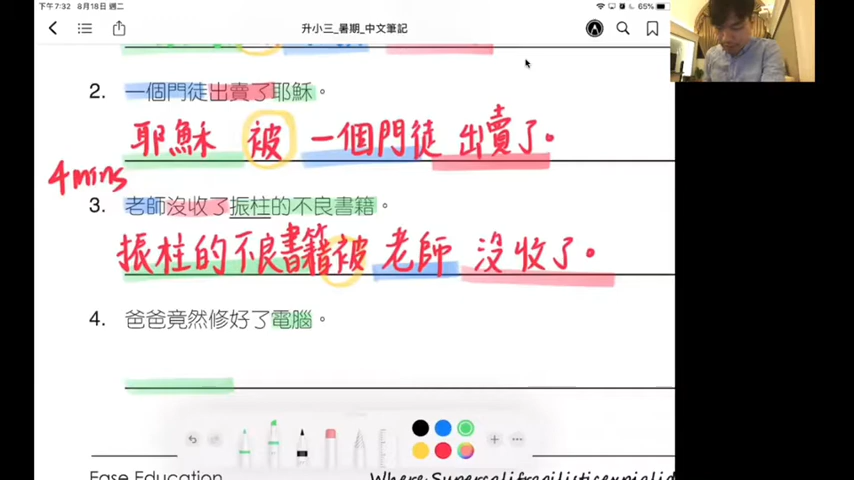 下午7:32 8月18日 週二
65%
升小三_暑期_中文筆記
2. 一個門徒出賣了耶穌。
耶穌 被 一個門徒 出賣了。
4 mins
3. 老師沒收了振柱的不良書籍。
振柱的不良書籍被 老師 沒收了。
4. 爸爸竟然修好了電腦。
Ease Education
Where Supercalifragilisticexpialid